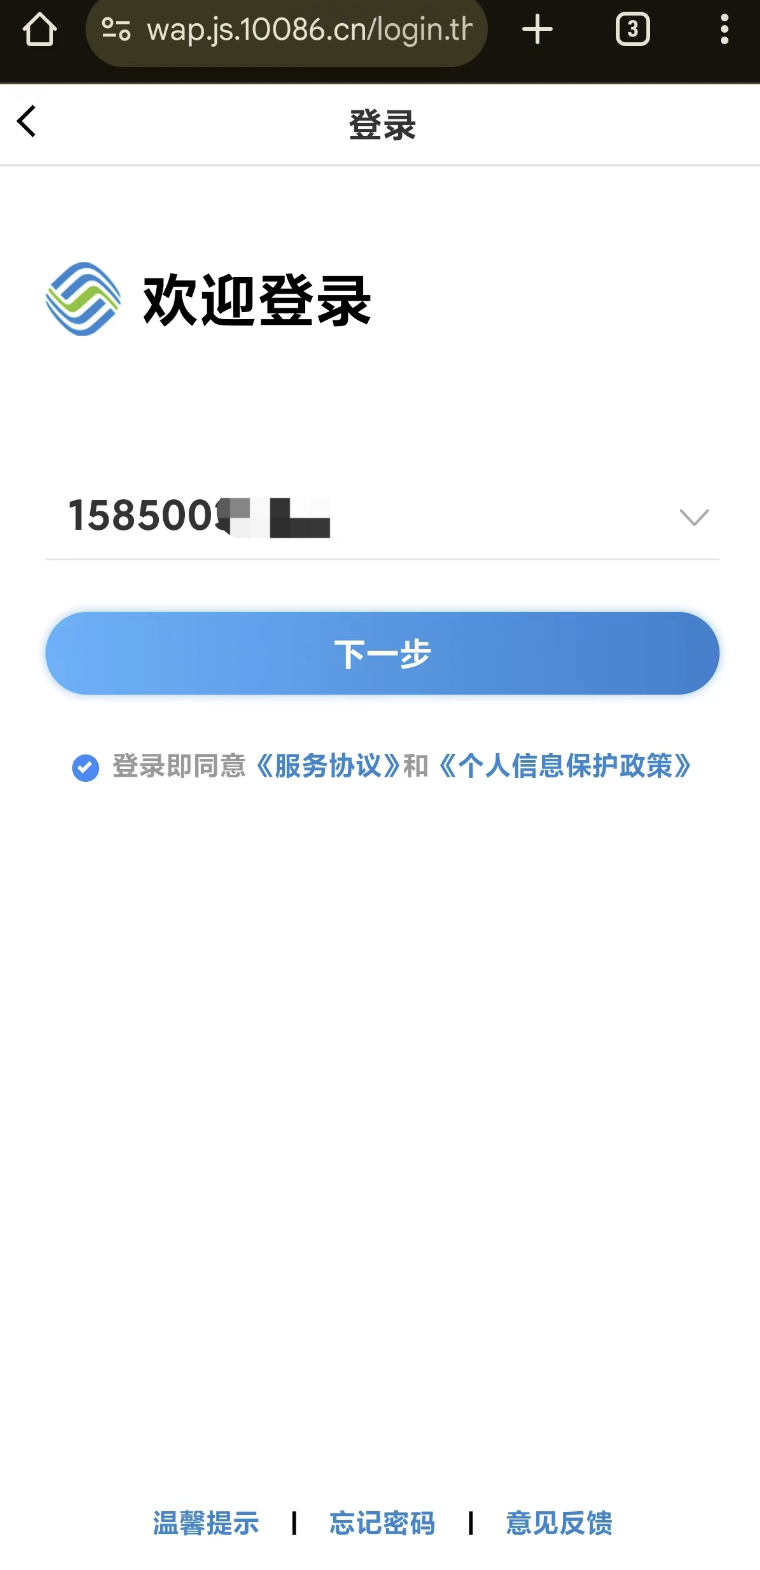 wap.js.10086.cn/login.th
3
登录
欢迎登录
158500
下一步
登录即同意《服务协议》和《个人信息保护政策》
温馨提示 | 忘记密码 | 意见反馈